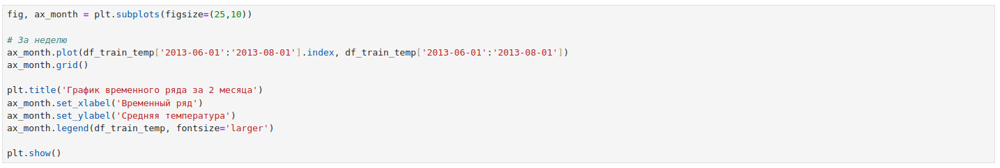 fig, ax_month = plt.subplots(figsize=(25,10))
# За неделю
ax_month.plot(df_train_temp['2013-06-01':'2013-08-01'].index, df_train_temp['2013-06-01':'2013-08-01'])
ax_month.grid()
plt.title('График временного ряда за 2 месяца')
ax_month.set_xlabel('Временный ряд')
ax_month.set_ylabel('Средняя температура')
ax_month.legend(df_train_temp, fontsize='larger')
plt.show()